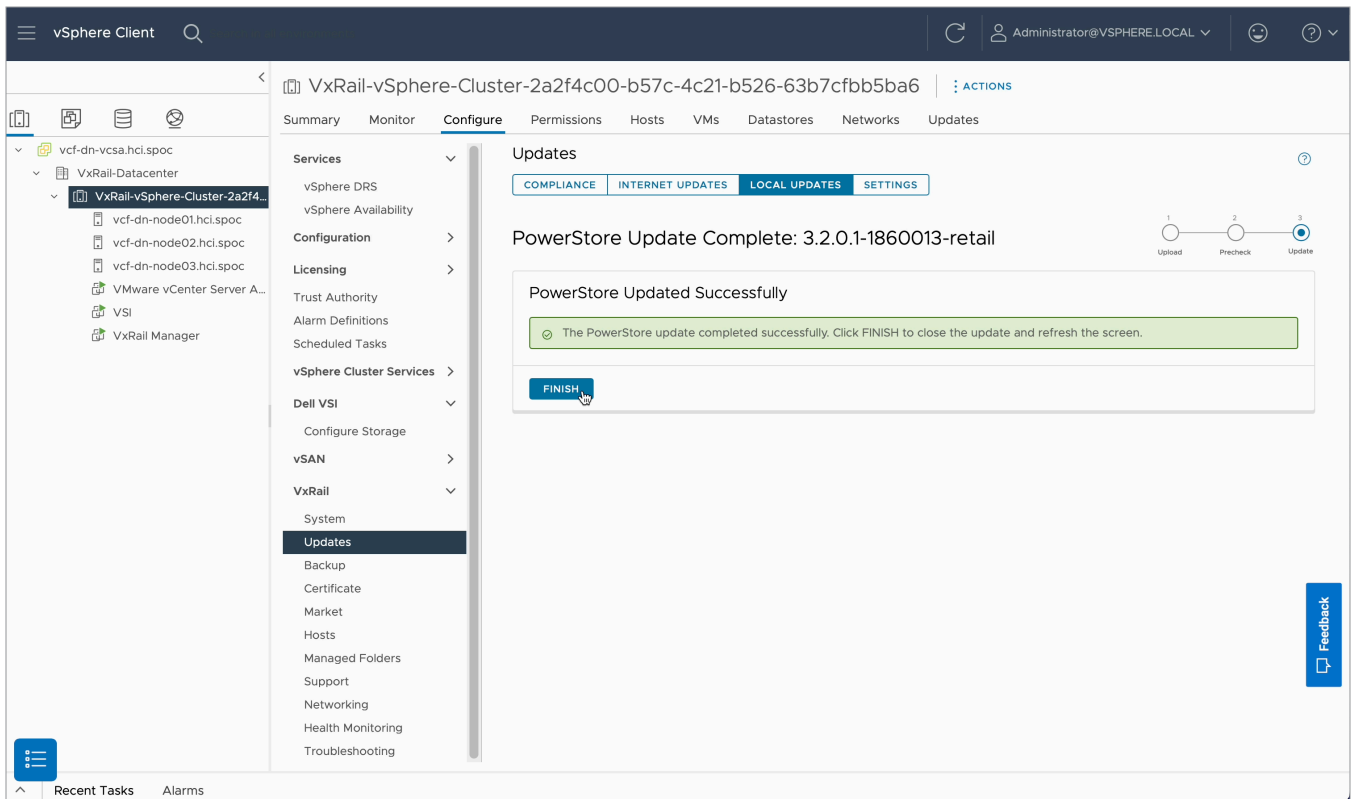 vSphere Client
Administrator@VSPHERE.LOCAL
vcf-dn-vcsa.hci.spoc
VxRail-Datacenter
VxRail-vSphere-Cluster-2a2f4...
vcf-dn-node01.hci.spoc
vcf-dn-node02.hci.spoc
vcf-dn-node03.hci.spoc
VMware vCenter Server A...
VSI
VxRail Manager
VxRail-vSphere-Cluster-2a2f4c00-b57c-4c21-b526-63b7cfbb5ba6
ACTIONS
Summary Monitor Configure Permissions Hosts VMs Datastores Networks Updates
Services
vSphere DRS
vSphere Availability
Configuration
Licensing
Trust Authority
Alarm Definitions
Scheduled Tasks
vSphere Cluster Services
Dell VSI
Configure Storage
vSAN
VxRail
System
Updates
Backup
Certificate
Market
Hosts
Managed Folders
Support
Networking
Health Monitoring
Troubleshooting
Updates
COMPLIANCE INTERNET UPDATES LOCAL UPDATES SETTINGS
PowerStore Update Complete: 3.2.0.1-1860013-retail
1 2 3
Upload Precheck Update
PowerStore Updated Successfully
The PowerStore update completed successfully. Click FINISH to close the update and refresh the screen.
FINISH
Feedback
Recent Tasks Alarms